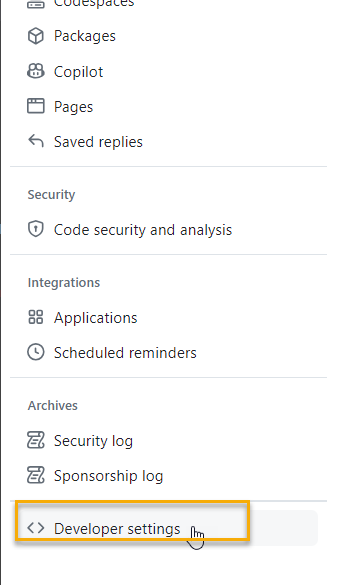 Codespaces
Packages
Copilot
Pages
Saved replies
Security
Code security and analysis
Integrations
Applications
Scheduled reminders
Archives
Security log
Sponsorship log
Developer settings